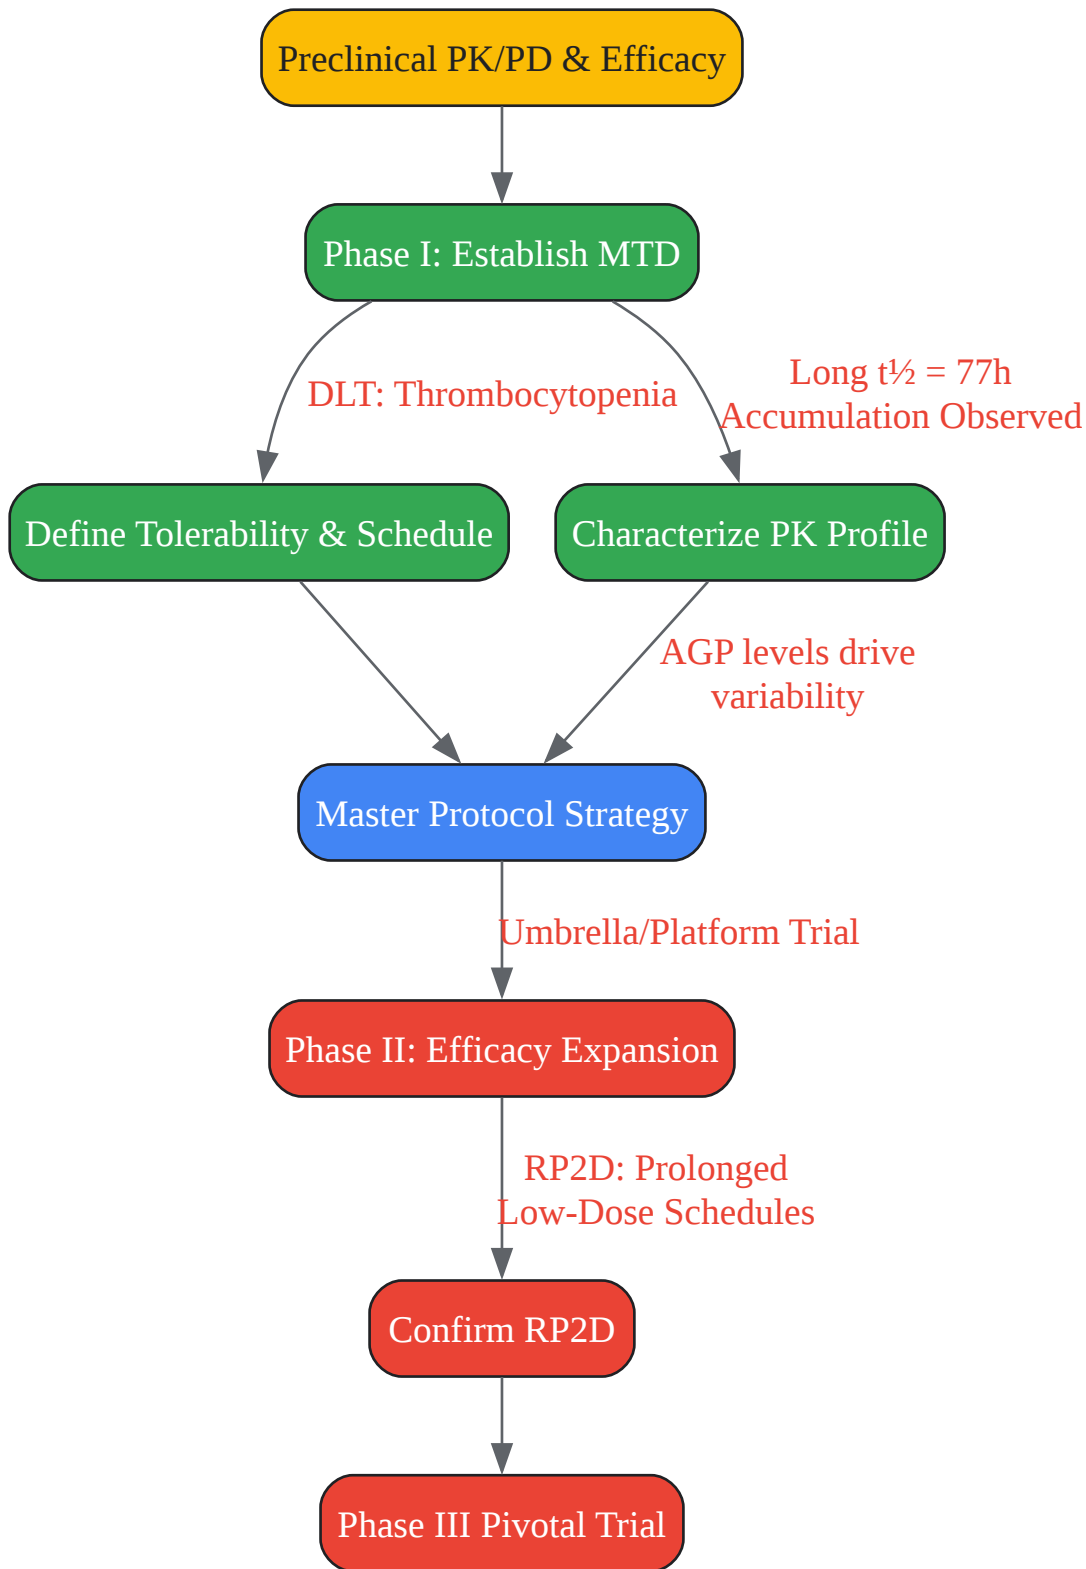 Preclinical PK/PD & Efficacy
Phase I: Establish MTD
DLT: Thrombocytopenia
Long t½ = 77h
Accumulation Observed
Define Tolerability & Schedule
Characterize PK Profile
AGP levels drive
variability
Master Protocol Strategy
Umbrella/Platform Trial
Phase II: Efficacy Expansion
RP2D: Prolonged
Low-Dose Schedules
Confirm RP2D
Phase III Pivotal Trial